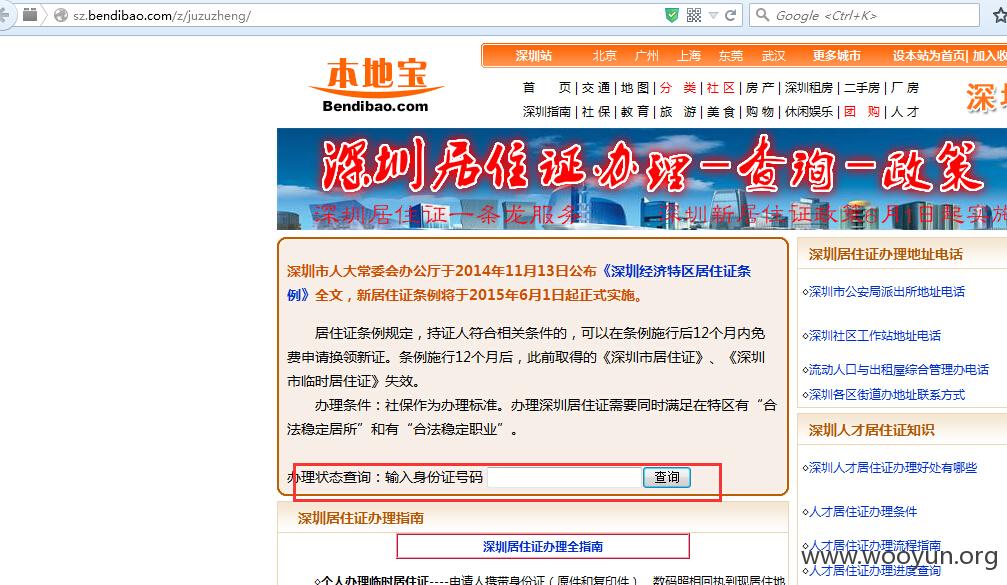 sz.bendibao.com/z/juzuzheng/
Google <Ctrl+K>
本地宝
Bendibao.com
深圳站 北京 广州 上海 东莞 武汉 更多城市 设本站为首页| 加入收
首 页 | 交 通 | 地 图 | 分 类 | 社 区 | 房 产 | 深圳租房 | 二手房 | 厂 房
深圳指南 | 社 保 | 教 育 | 旅 游 | 美 食 | 购 物 | 休闲娱乐 | 团 购 | 人 才
深
深圳居住证办理-查询-政策
深圳居住证一条龙服务 深圳新居住证政策6月1日起实施
深圳市人大常委会办公厅于2014年11月13日公布《深圳经济特区居住证条
例》全文，新居住证条例将于2015年6月1日起正式实施。
居住证条例规定，持证人符合相关条件的，可以在条例施行后12个月内免
费申请换领新证。条例施行12个月后，此前取得的《深圳市居住证》、《深圳
市临时居住证》失效。
办理条件：社保作为办理标准。办理深圳居住证需要同时满足在特区有“合
法稳定居所”和有“合法稳定职业”。
办理状态查询：输入身份证号码 查询
深圳居住证办理指南
深圳居住证办理全指南
◇个人办理临时居住证----申请人携带身份证（原件和复印件）、数码照相回执到现居住地
深圳居住证办理地址电话
◇深圳市公安局派出所地址电话
◇深圳社区工作站地址电话
◇流动人口与出租屋综合管理办电话
◇深圳各区街道办地址联系方式
深圳人才居住证知识
◇深圳人才居住证办理好处有哪些
◇人才居住证办理条件
◇人才居住证办理流程指南
◇人才居住证办理进度查询
www.wooyun.org